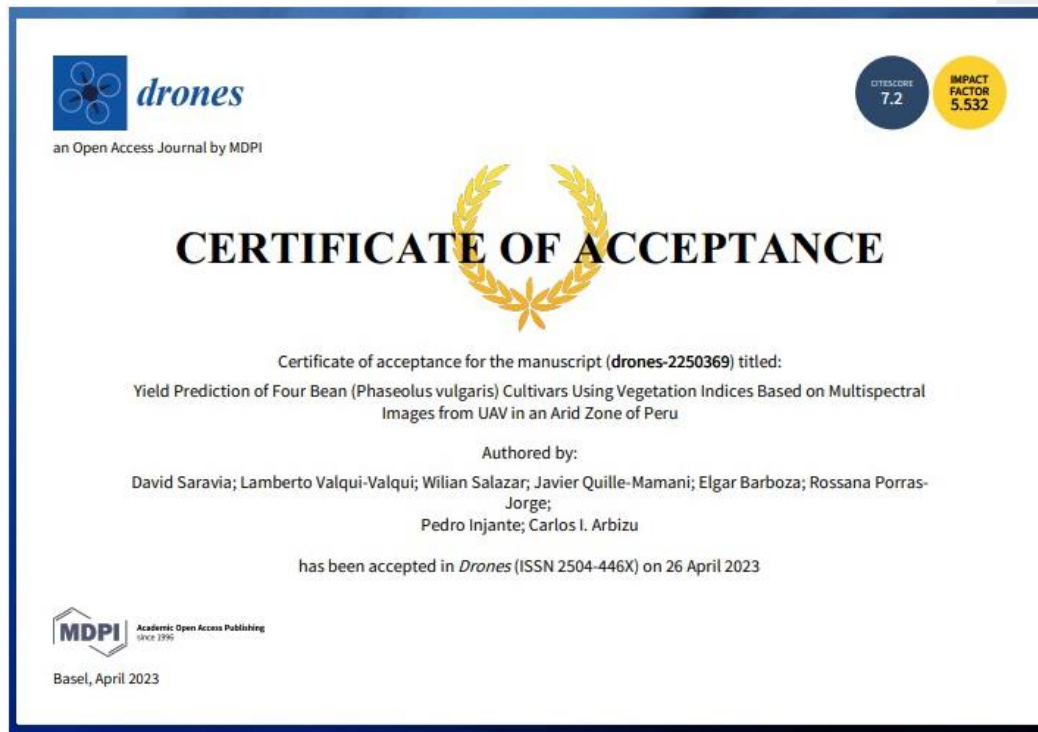 drones
an Open Access Journal by MDPI
CITESCORE
7.2
IMPACT
FACTOR
5.532
CERTIFICATE OF ACCEPTANCE
Certificate of acceptance for the manuscript (drones-2250369) titled:
Yield Prediction of Four Bean (Phaseolus vulgaris) Cultivars Using Vegetation Indices Based on Multispectral
Images from UAV in an Arid Zone of Peru
Authored by:
David Saravia; Lamberto Valqui-Valqui; Wilian Salazar; Javier Quille-Mamani; Elgar Barboza; Rossana Porras-
Jorge;
Pedro Injante; Carlos I. Arbizu
has been accepted in Drones (ISSN 2504-446X) on 26 April 2023
MDPI
Academic Open Access Publishing
since 1996
Basel, April 2023